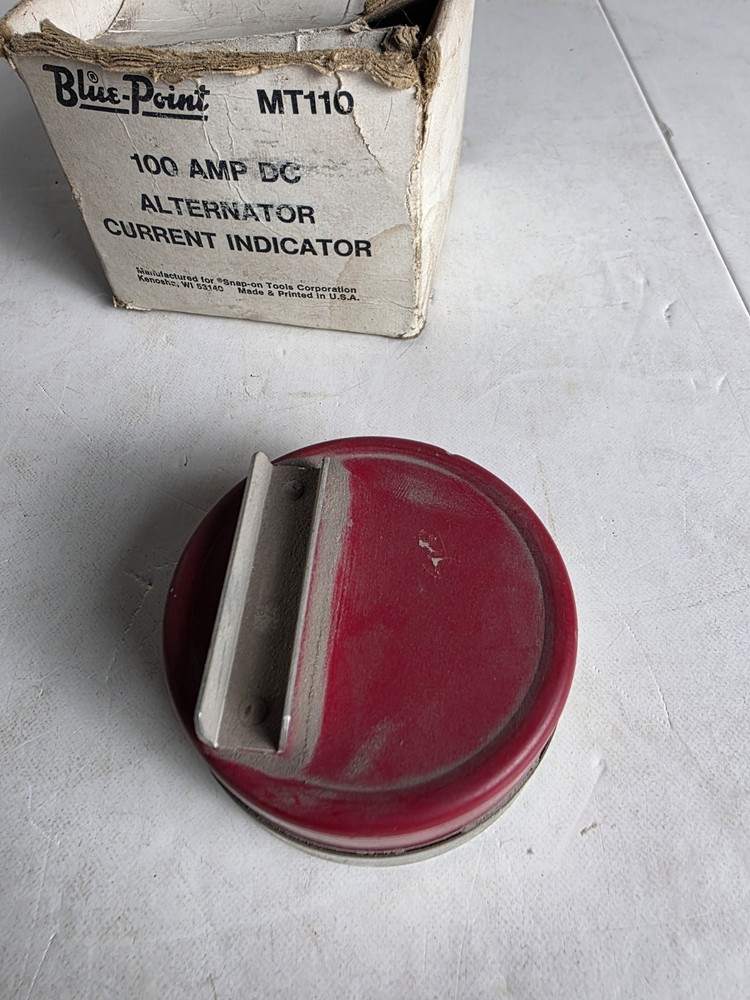 Blue-Point® MT110
100 AMP DC
ALTERNATOR
CURRENT INDICATOR
Manufactured for ®Snap-on Tools Corporation
Kenosha, WI 53140 Made & Printed in U.S.A.